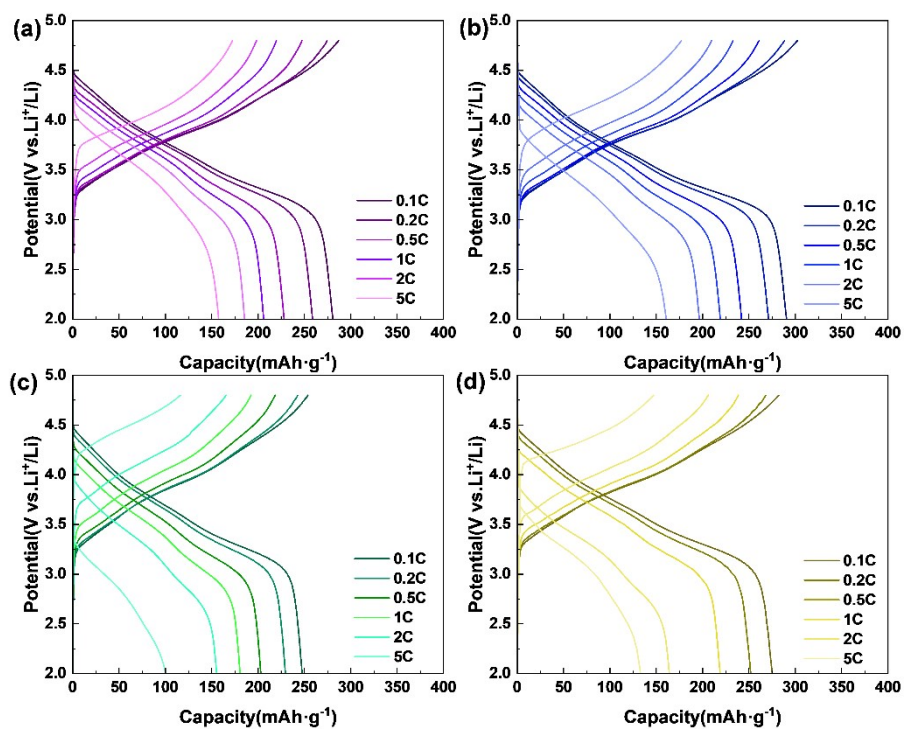 (a)
5.0
4.5
4.0
3.5
3.0
2.5
2.0
Potential(V vs.Li⁺/Li)
0.1C
0.2C
0.5C
1C
2C
5C
0 50 100 150 200 250 300 350 400
Capacity(mAh·g⁻¹)
(b)
5.0
4.5
4.0
3.5
3.0
2.5
2.0
Potential(V vs.Li⁺/Li)
0.1C
0.2C
0.5C
1C
2C
5C
0 50 100 150 200 250 300 350 400
Capacity(mAh·g⁻¹)
(c)
5.0
4.5
4.0
3.5
3.0
2.5
2.0
Potential(V vs.Li⁺/Li)
0.1C
0.2C
0.5C
1C
2C
5C
0 50 100 150 200 250 300 350 400
Capacity(mAh·g⁻¹)
(d)
5.0
4.5
4.0
3.5
3.0
2.5
2.0
Potential(V vs.Li⁺/Li)
0.1C
0.2C
0.5C
1C
2C
5C
0 50 100 150 200 250 300 350 400
Capacity(mAh·g⁻¹)